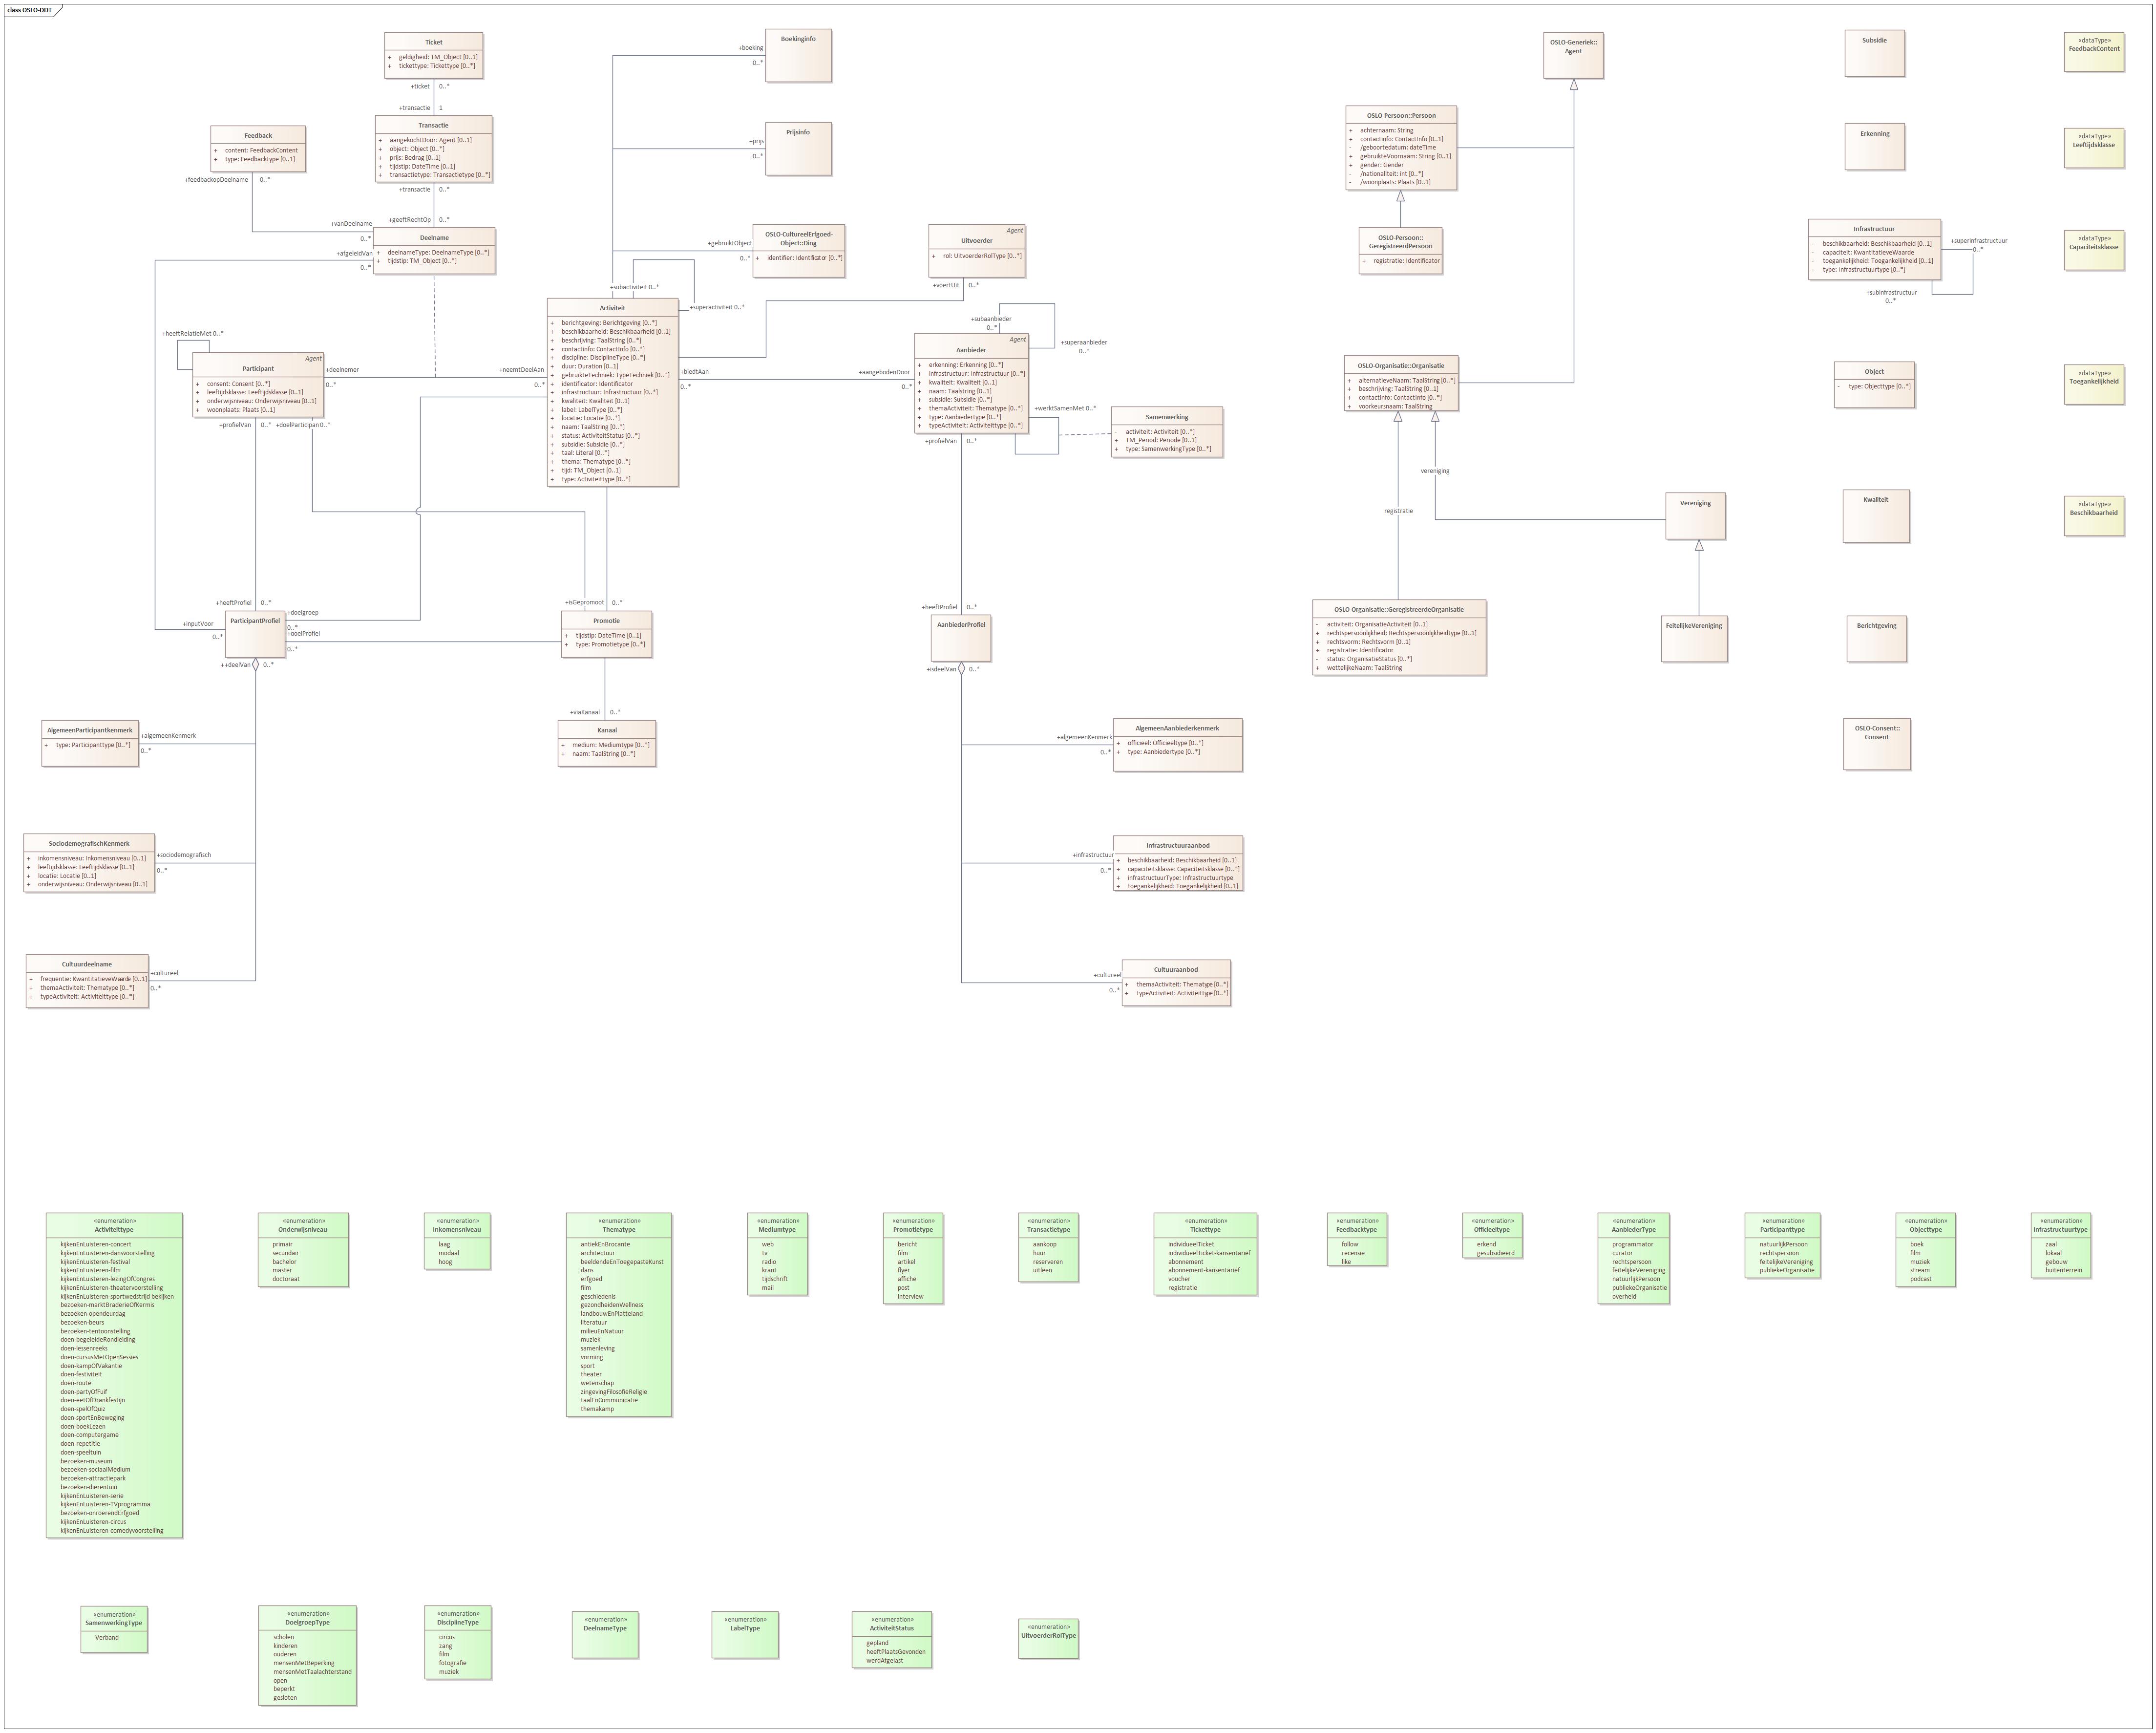 class OSLO-DDT
Ticket
+ geldigheid: TM_Object [0..1]
+ tickettype: Tickettype [0..*]
+ticket 0..*
+transactie 1
Transactie
+ aangekochtDoor: Agent [0..1]
+ object: Object [0..*]
+ prijs: Bedrag [0..1]
+ tijdstip: DateTime [0..1]
+ transactietype: Transactietype [0..*]
+transactie 0..*
+geeftRechtOp 0..*
Feedback
+ content: FeedbackContent
+ type: Feedbacktype [0..1]
+feedbackopDeelname 0..*
+vanDeelname
0..*
+afgeleidVan
0..*
Deelname
+ deelnameType: DeelnameType [0..*]
+ tijdstip: TM_Object [0..*]
Boekinginfo
+boeking
0..*
Prijsinfo
+prijs
0..*
OSLO-CultureelErfgoed-
Object::Ding
+ identifier: Identificator [0..*]
+gebruiktObject
0..*
Agent
Uitvoerder
+ rol: UitvoerderRolType [0..*]
+voertUit 0..*
+subactiviteit 0..*
+superactiviteit 0..*
Activiteit
+ berichtgeving: Berichtgeving [0..*]
+ beschikbaarheid: Beschikbaarheid [0..1]
+ beschrijving: TaalString [0..*]
+ contactinfo: ContactInfo [0..*]
+ discipline: DisciplineType [0..*]
+ duur: Duration [0..1]
+ gebruikteTechniek: TypeTechniek [0..*]
+ identificator: Identificator
+ infrastructuur: Infrastructuur [0..*]
+ kwaliteit: Kwaliteit [0..1]
+ label: LabelType [0..*]
+ locatie: Locatie [0..*]
+ naam: TaalString [0..*]
+ status: ActiviteitStatus [0..*]
+ subsidie: Subsidie [0..*]
+ taal: Literal [0..*]
+ thema: Thematype [0..*]
+ tijd: TM_Object [0..1]
+ type: Activiteittype [0..*]
+heeftRelatieMet 0..*
Agent
Participant
+ consent: Consent [0..*]
+ leeftijdsklasse: Leeftijdsklasse [0..1]
+ onderwijsniveau: Onderwijsniveau [0..1]
+ woonplaats: Plaats [0..1]
+deelnemer
0..*
+neemtDeelAan
0..*
+biedtAan
0..*
+aangebodenDoor
0..*
+profielVan 0..*
+doelParticipan 0..*
+subaanbieder
0..*
+superaanbieder
0..*
Agent
Aanbieder
+ erkenning: Erkenning [0..*]
+ infrastructuur: Infrastructuur [0..*]
+ kwaliteit: Kwaliteit [0..1]
+ naam: Taalstring [0..1]
+ subsidie: Subsidie [0..*]
+ themaActiviteit: Thematype [0..*]
+ type: Aanbiedertype [0..*]
+ typeActiviteit: Activiteittype [0..*]
+werktSamenMet 0..*
Samenwerking
- activiteit: Activiteit [0..*]
+ TM_Period: Periode [0..1]
+ type: SamenwerkingType [0..*]
+profielVan 0..*
+heeftProfiel 0..*
+inputVoor
0..*
ParticipantProfiel
+doelgroep
0..*
+doelProfiel
0..*
++deelVan 0..*
+isGepromoot 0..*
Promotie
+ tijdstip: DateTime [0..1]
+ type: Promotietype [0..*]
+viaKanaal 0..*
Kanaal
+ medium: Mediumtype [0..*]
+ naam: TaalString [0..*]
+heeftProfiel 0..*
AanbiederProfiel
+isdeelVan 0..*
AlgemeenParticipantkenmerk
+ type: Participanttype [0..*]
+algemeenKenmerk
0..*
SociodemografischKenmerk
+ inkomensniveau: Inkomensniveau [0..1]
+ leeftijdsklasse: Leeftijdsklasse [0..1]
+ locatie: Locatie [0..1]
+ onderwijsniveau: Onderwijsniveau [0..1]
+sociodemografisch
0..*
Cultuurdeelname
+ frequentie: KwantitatieveWaarde [0..1]
+ themaActiviteit: Thematype [0..*]
+ typeActiviteit: Activiteittype [0..*]
+cultureel
0..*
+algemeenKenmerk
0..*
AlgemeenAanbiederkenmerk
+ officieel: Officieeltype [0..*]
+ type: Aanbiedertype [0..*]
+infrastructuur
0..*
Infrastructuuraanbod
+ beschikbaarheid: Beschikbaarheid [0..1]
+ capaciteitsklasse: Capaciteitsklasse [0..*]
+ infrastructuurType: Infrastructuurtype
+ toegankelijkheid: Toegankelijkheid [0..1]
+cultureel
0..*
Cultuuraanbod
+ themaActiviteit: Thematype [0..*]
+ typeActiviteit: Activiteittype [0..*]
OSLO-Generiek::
Agent
OSLO-Persoon::Persoon
+ achternaam: String
+ contactinfo: ContactInfo [0..1]
- /geboortedatum: dateTime
+ gebruikteVoornaam: String [0..1]
+ gender: Gender
- /nationaliteit: int [0..*]
- /woonplaats: Plaats [0..1]
OSLO-Persoon::
GeregistreerdPersoon
+ registratie: Identificator
OSLO-Organisatie::Organisatie
+ alternatieveNaam: TaalString [0..*]
+ beschrijving: TaalString [0..1]
+ contactinfo: ContactInfo [0..*]
+ voorkeursnaam: TaalString
vereniging
registratie
Vereniging
FeitelijkeVereniging
OSLO-Organisatie::GeregistreerdeOrganisatie
- activiteit: OrganisatieActiviteit [0..1]
+ rechtspersoonlijkheid: Rechtspersoonlijkheidtype [0..1]
+ rechtsvorm: Rechtsvorm [0..1]
+ registratie: Identificator
- status: OrganisatieStatus [0..*]
+ wettelijkeNaam: TaalString
Subsidie
Erkenning
Infrastructuur
- beschikbaarheid: Beschikbaarheid [0..1]
- capaciteit: KwantitatieveWaarde
- toegankelijkheid: Toegankelijkheid [0..1]
- type: Infrastructuurtype [0..*]
+superinfrastructuur
0..*
+subinfrastructuur
0..*
Object
- type: Objecttype [0..*]
Kwaliteit
Berichtgeving
OSLO-Consent::
Consent
«dataType»
FeedbackContent
«dataType»
Leeftijdsklasse
«dataType»
Capaciteitsklasse
«dataType»
Toegankelijkheid
«dataType»
Beschikbaarheid
«enumeration»
Activiteittype
kijkenEnLuisteren-concert
kijkenEnLuisteren-dansvoorstelling
kijkenEnLuisteren-festival
kijkenEnLuisteren-film
kijkenEnLuisteren-lezingOfCongres
kijkenEnLuisteren-theatervoorstelling
kijkenEnLuisteren-sportwedstrijd bekijken
bezoeken-marktBraderieOfKermis
bezoeken-opendeurdag
bezoeken-beurs
bezoeken-tentoonstelling
doen-begeleideRondleiding
doen-lessenreeks
doen-cursusMetOpenSessies
doen-kampOfVakantie
doen-festiviteit
doen-route
doen-partyOfFuif
doen-eetOfDrankfestijn
doen-spelOfQuiz
doen-sportEnBeweging
doen-boekLezen
doen-computergame
doen-repetitie
doen-speeltuin
bezoeken-museum
bezoeken-sociaalMedium
bezoeken-attractiepark
bezoeken-dierentuin
kijkenEnLuisteren-serie
kijkenEnLuisteren-TVprogramma
bezoeken-onroerendErfgoed
kijkenEnLuisteren-circus
kijkenEnLuisteren-comedyvoorstelling
«enumeration»
Onderwijsniveau
primair
secundair
bachelor
master
doctoraat
«enumeration»
Inkomensniveau
laag
modaal
hoog
«enumeration»
Thematype
antiekEnBrocante
architectuur
beeldendeEnToegepasteKunst
dans
erfgoed
film
geschiedenis
gezondheidenWellness
landbouwEnPlatteland
literatuur
milieuEnNatuur
muziek
samenleving
vorming
sport
theater
wetenschap
zingevingFilosofieReligie
taalEnCommunicatie
themakamp
«enumeration»
Mediumtype
web
tv
radio
krant
tijdschrift
mail
«enumeration»
Promotietype
bericht
film
artikel
flyer
affiche
post
interview
«enumeration»
Transactietype
aankoop
huur
reserveren
uitleen
«enumeration»
Tickettype
individueelTicket
individueelTicket-kansentarief
abonnement
abonnement-kansentarief
voucher
registratie
«enumeration»
Feedbacktype
follow
recensie
like
«enumeration»
Officieeltype
erkend
gesubsidieerd
«enumeration»
AanbiederType
programmator
curator
rechtspersoon
feitelijkeVereniging
natuurlijkPersoon
publiekeOrganisatie
overheid
«enumeration»
Participanttype
natuurlijkPersoon
rechtspersoon
feitelijkeVereniging
publiekeOrganisatie
«enumeration»
Objecttype
boek
film
muziek
stream
podcast
«enumeration»
Infrastructuurtype
zaal
lokaal
gebouw
buitenterrein
«enumeration»
SamenwerkingType
Verband
«enumeration»
DoelgroepType
scholen
kinderen
ouderen
mensenMetBeperking
mensenMetTaalachterstand
open
beperkt
gesloten
«enumeration»
DisciplineType
circus
zang
film
fotografie
muziek
«enumeration»
DeelnameType
«enumeration»
LabelType
«enumeration»
ActiviteitStatus
gepland
heeftPlaatsGevonden
werdAfgelast
«enumeration»
UitvoerderRolType